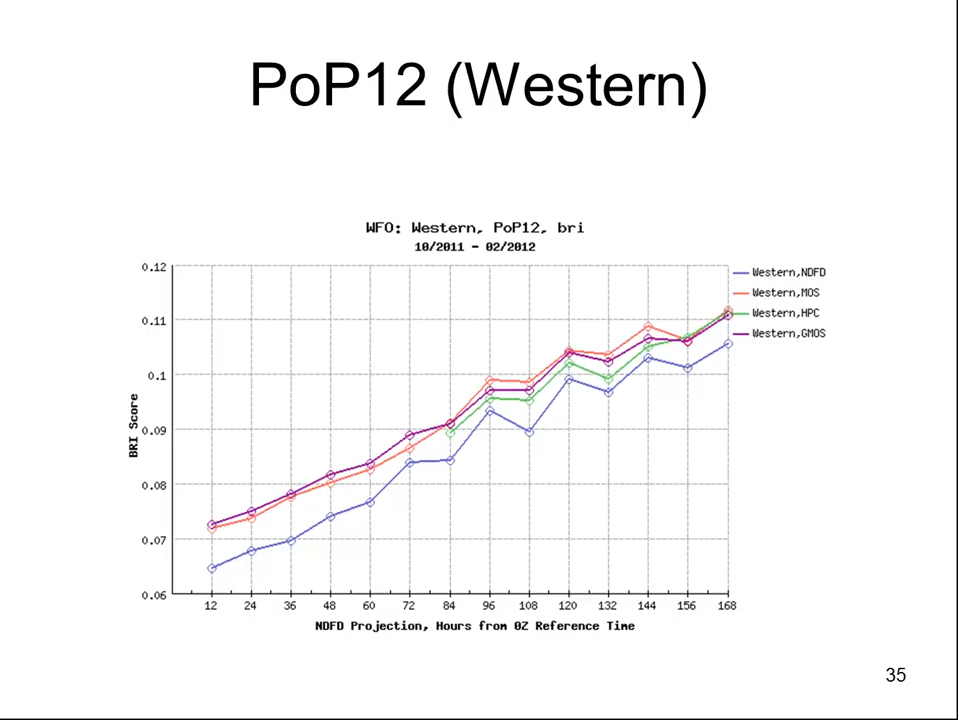 PoP12 (Western)
WFO: Western, PoP12, bri
10/2011 - 02/2012
0.12
0.11
0.1
0.09
0.08
0.07
0.06
BRI Score
12 24 36 48 60 72 84 96 108 120 132 144 156 168
NDFD Projection, Hours from 0Z Reference Time
Western,NDFD
Western,MOS
Western,HPC
Western,GMOS
35